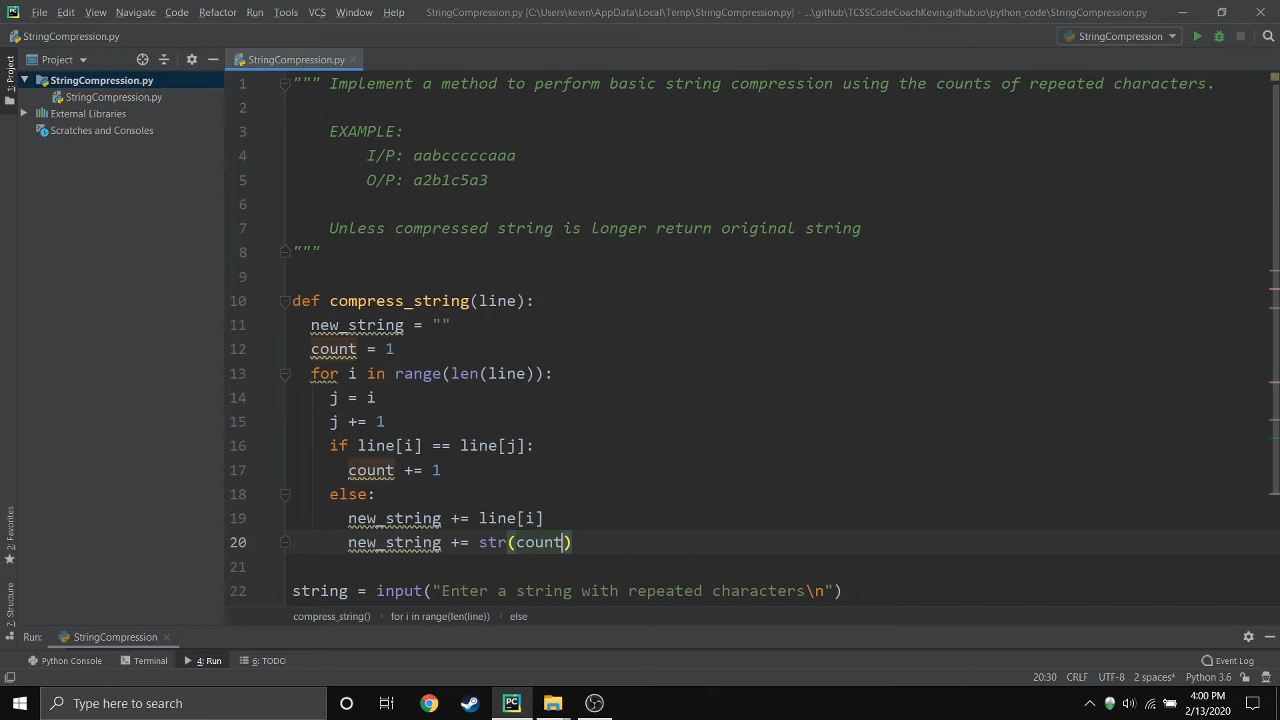 File Edit View Navigate Code Refactor Run Tools VCS Window Help StringCompression.py [C:\Users\kevin\AppData\Local\Temp\StringCompression.py] - ...\github\TCSSCodeCoachKevin.github.io\python_code\StringCompression.py
StringCompression.py StringCompression
1: Project
Project StringCompression.py
StringCompression.py
StringCompression.py
External Libraries
Scratches and Consoles
1 """ Implement a method to perform basic string compression using the counts of repeated characters.
2
3 EXAMPLE:
4 I/P: aabcccccaaa
5 O/P: a2b1c5a3
6
7 Unless compressed string is longer return original string
8 """
9
10 def compress_string(line):
11 new_string = ""
12 count = 1
13 for i in range(len(line)):
14 j = i
15 j += 1
16 if line[i] == line[j]:
17 count += 1
18 else:
19 new_string += line[i]
20 new_string += str(count)
21
22 string = input("Enter a string with repeated characters\n")
compress_string() for i in range(len(line)) else
2: Favorites
7: Structure
Run: StringCompression
Python Console Terminal 4: Run 6: TODO Event Log
20:30 CRLF UTF-8 2 spaces* Python 3.6
Type here to search
4:00 PM
2/13/2020